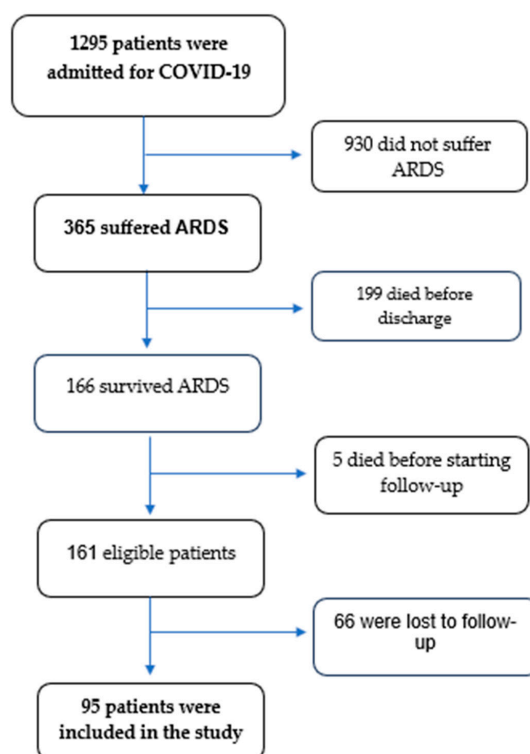 1295 patients were
admitted for COVID-19
930 did not suffer
ARDS
365 suffered ARDS
199 died before
discharge
166 survived ARDS
5 died before starting
follow-up
161 eligible patients
66 were lost to follow-
up
95 patients were
included in the study